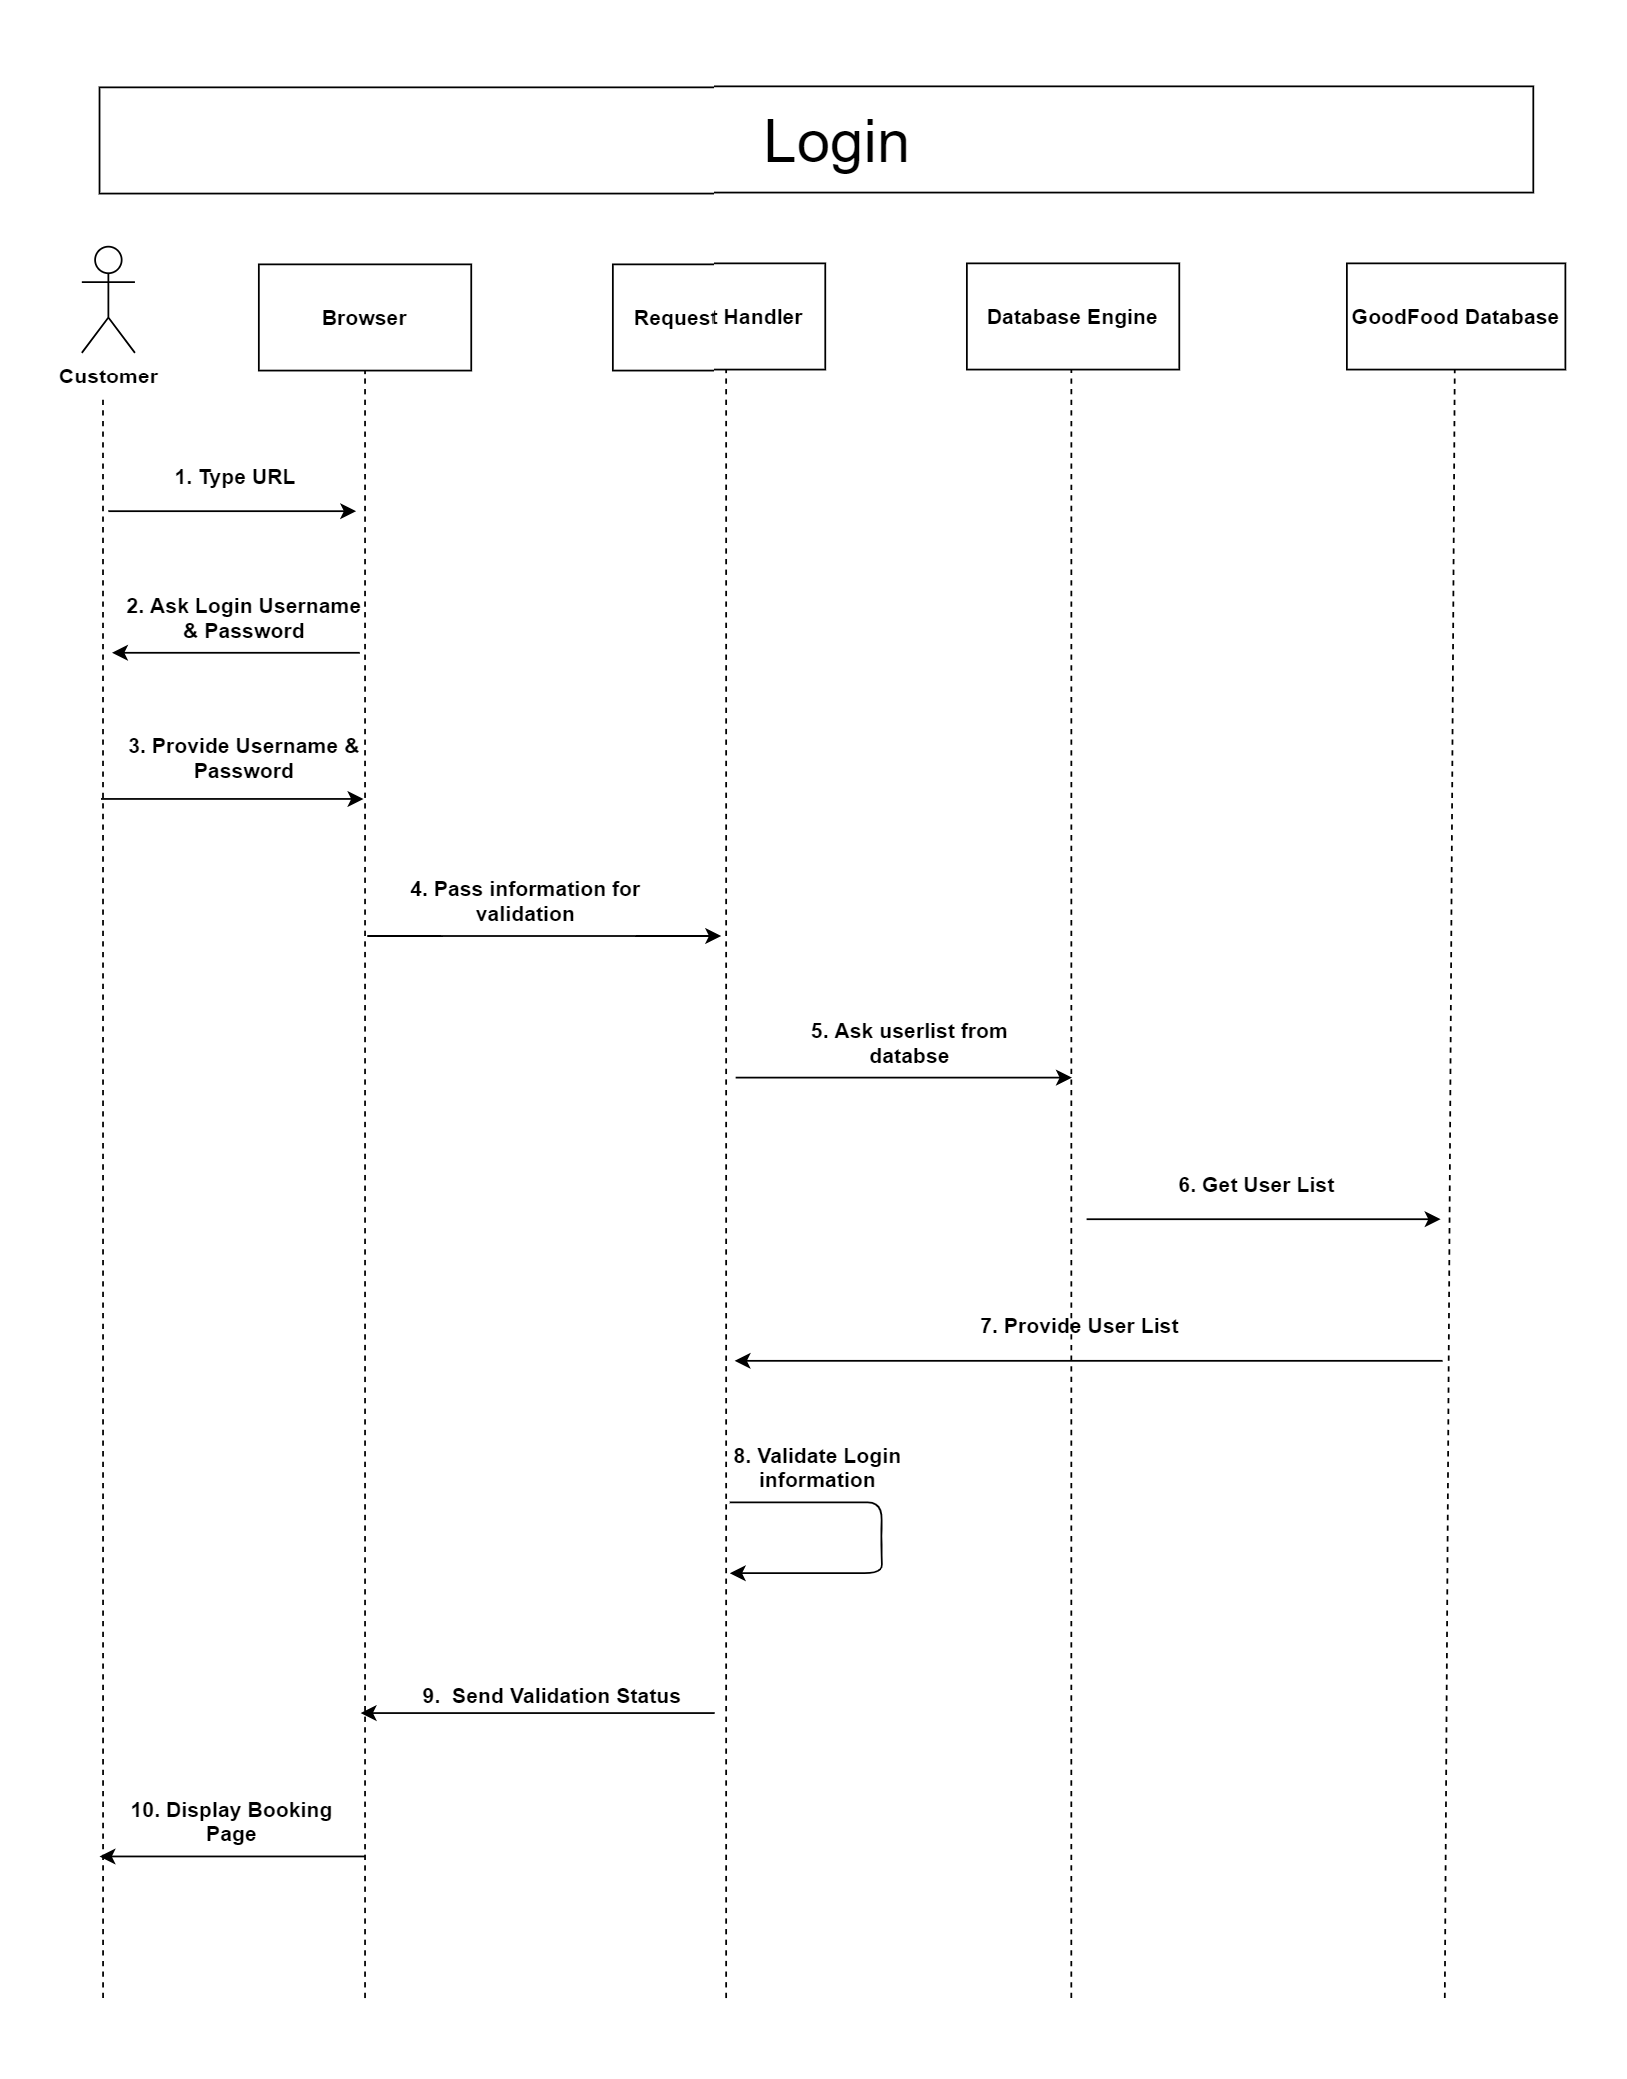 Login
Customer
Browser
Request Handler
Database Engine
GoodFood Database
1. Type URL
2. Ask Login Username
& Password
3. Provide Username &
Password
4. Pass information for
validation
5. Ask userlist from
databse
6. Get User List
7. Provide User List
8. Validate Login
information
9.  Send Validation Status
10. Display Booking
Page